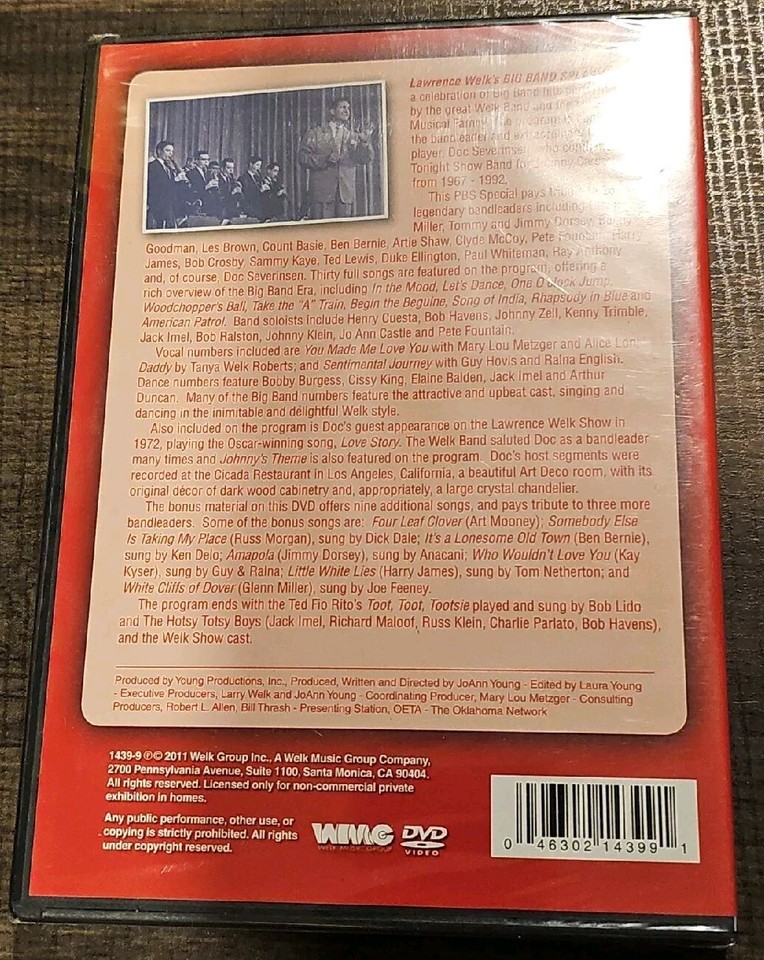 Lawrence Welk's BIG BAND
a celebration of Big Band
by the great Welk Band and
Musical Family
the bandleader and
player, Doc Severinsen, who
Tonight Show Band for
from 1967 - 1992.
This PBS Special pays
legendary bandleaders including
Miller, Tommy and Jimmy Dorsey,
Goodman, Les Brown, Count Basie, Ben Bernie, Artie Shaw, Clyde McCoy, Pete Fountain, Harry
James, Bob Crosby, Sammy Kaye, Ted Lewis, Duke Ellington, Paul Whiteman, Ray Anthony
and, of course, Doc Severinsen. Thirty full songs are featured on the program, offering a
rich overview of the Big Band Era, including In the Mood, Let's Dance, One O'Clock Jump,
Woodchopper's Ball, Take the "A" Train, Begin the Beguine, Song of India, Rhapsody in Blue and
American Patrol. Band soloists include Henry Cuesta, Bob Havens, Johnny Zell, Kenny Trimble,
Jack Imel, Bob Ralston, Johnny Klein, Jo Ann Castle and Pete Fountain.
Vocal numbers included are You Made Me Love You with Mary Lou Metzger and Alice Lon;
Daddy by Tanya Welk Roberts; and Sentimental Journey with Guy Hovis and Ralna English.
Dance numbers feature Bobby Burgess, Cissy King, Elaine Balden, Jack Imel and Arthur
Duncan. Many of the Big Band numbers feature the attractive and upbeat cast, singing and
dancing in the inimitable and delightful Welk style.
Also included on the program is Doc's guest appearance on the Lawrence Welk Show in
1972, playing the Oscar-winning song, Love Story. The Welk Band saluted Doc as a bandleader
many times and Johnny's Theme is also featured on the program. Doc's host segments were
recorded at the Cicada Restaurant in Los Angeles, California, a beautiful Art Deco room, with its
original décor of dark wood cabinetry and, appropriately, a large crystal chandelier.
The bonus material on this DVD offers nine additional songs, and pays tribute to three more
bandleaders. Some of the bonus songs are: Four Leaf Clover (Art Mooney); Somebody Else
Is Taking My Place (Russ Morgan), sung by Dick Dale; It's a Lonesome Old Town (Ben Bernie),
sung by Ken Delo; Amapola (Jimmy Dorsey), sung by Anacani; Who Wouldn't Love You (Kay
Kyser), sung by Guy & Ralna; Little White Lies (Harry James), sung by Tom Netherton; and
White Cliffs of Dover (Glenn Miller), sung by Joe Feeney.
The program ends with the Ted Fio Rito's Toot, Toot, Tootsie played and sung by Bob Lido
and The Hotsy Totsy Boys (Jack Imel, Richard Maloof, Russ Klein, Charlie Parlato, Bob Havens),
and the Welk Show cast.
Produced by Young Productions, Inc., Produced, Written and Directed by JoAnn Young - Edited by Laura Young
- Executive Producers, Larry Welk and JoAnn Young - Coordinating Producer, Mary Lou Metzger - Consulting
Producers, Robert L. Allen, Bill Thrash - Presenting Station, OETA - The Oklahoma Network
1439-9 ℗© 2011 Welk Group Inc., A Welk Music Group Company,
2700 Pennsylvania Avenue, Suite 1100, Santa Monica, CA 90404.
All rights reserved. Licensed only for non-commercial private
exhibition in homes.
Any public performance, other use, or
copying is strictly prohibited. All rights
under copyright reserved.
WMG
WELK MUSIC GROUP
DVD
VIDEO
0 46302 14399 1